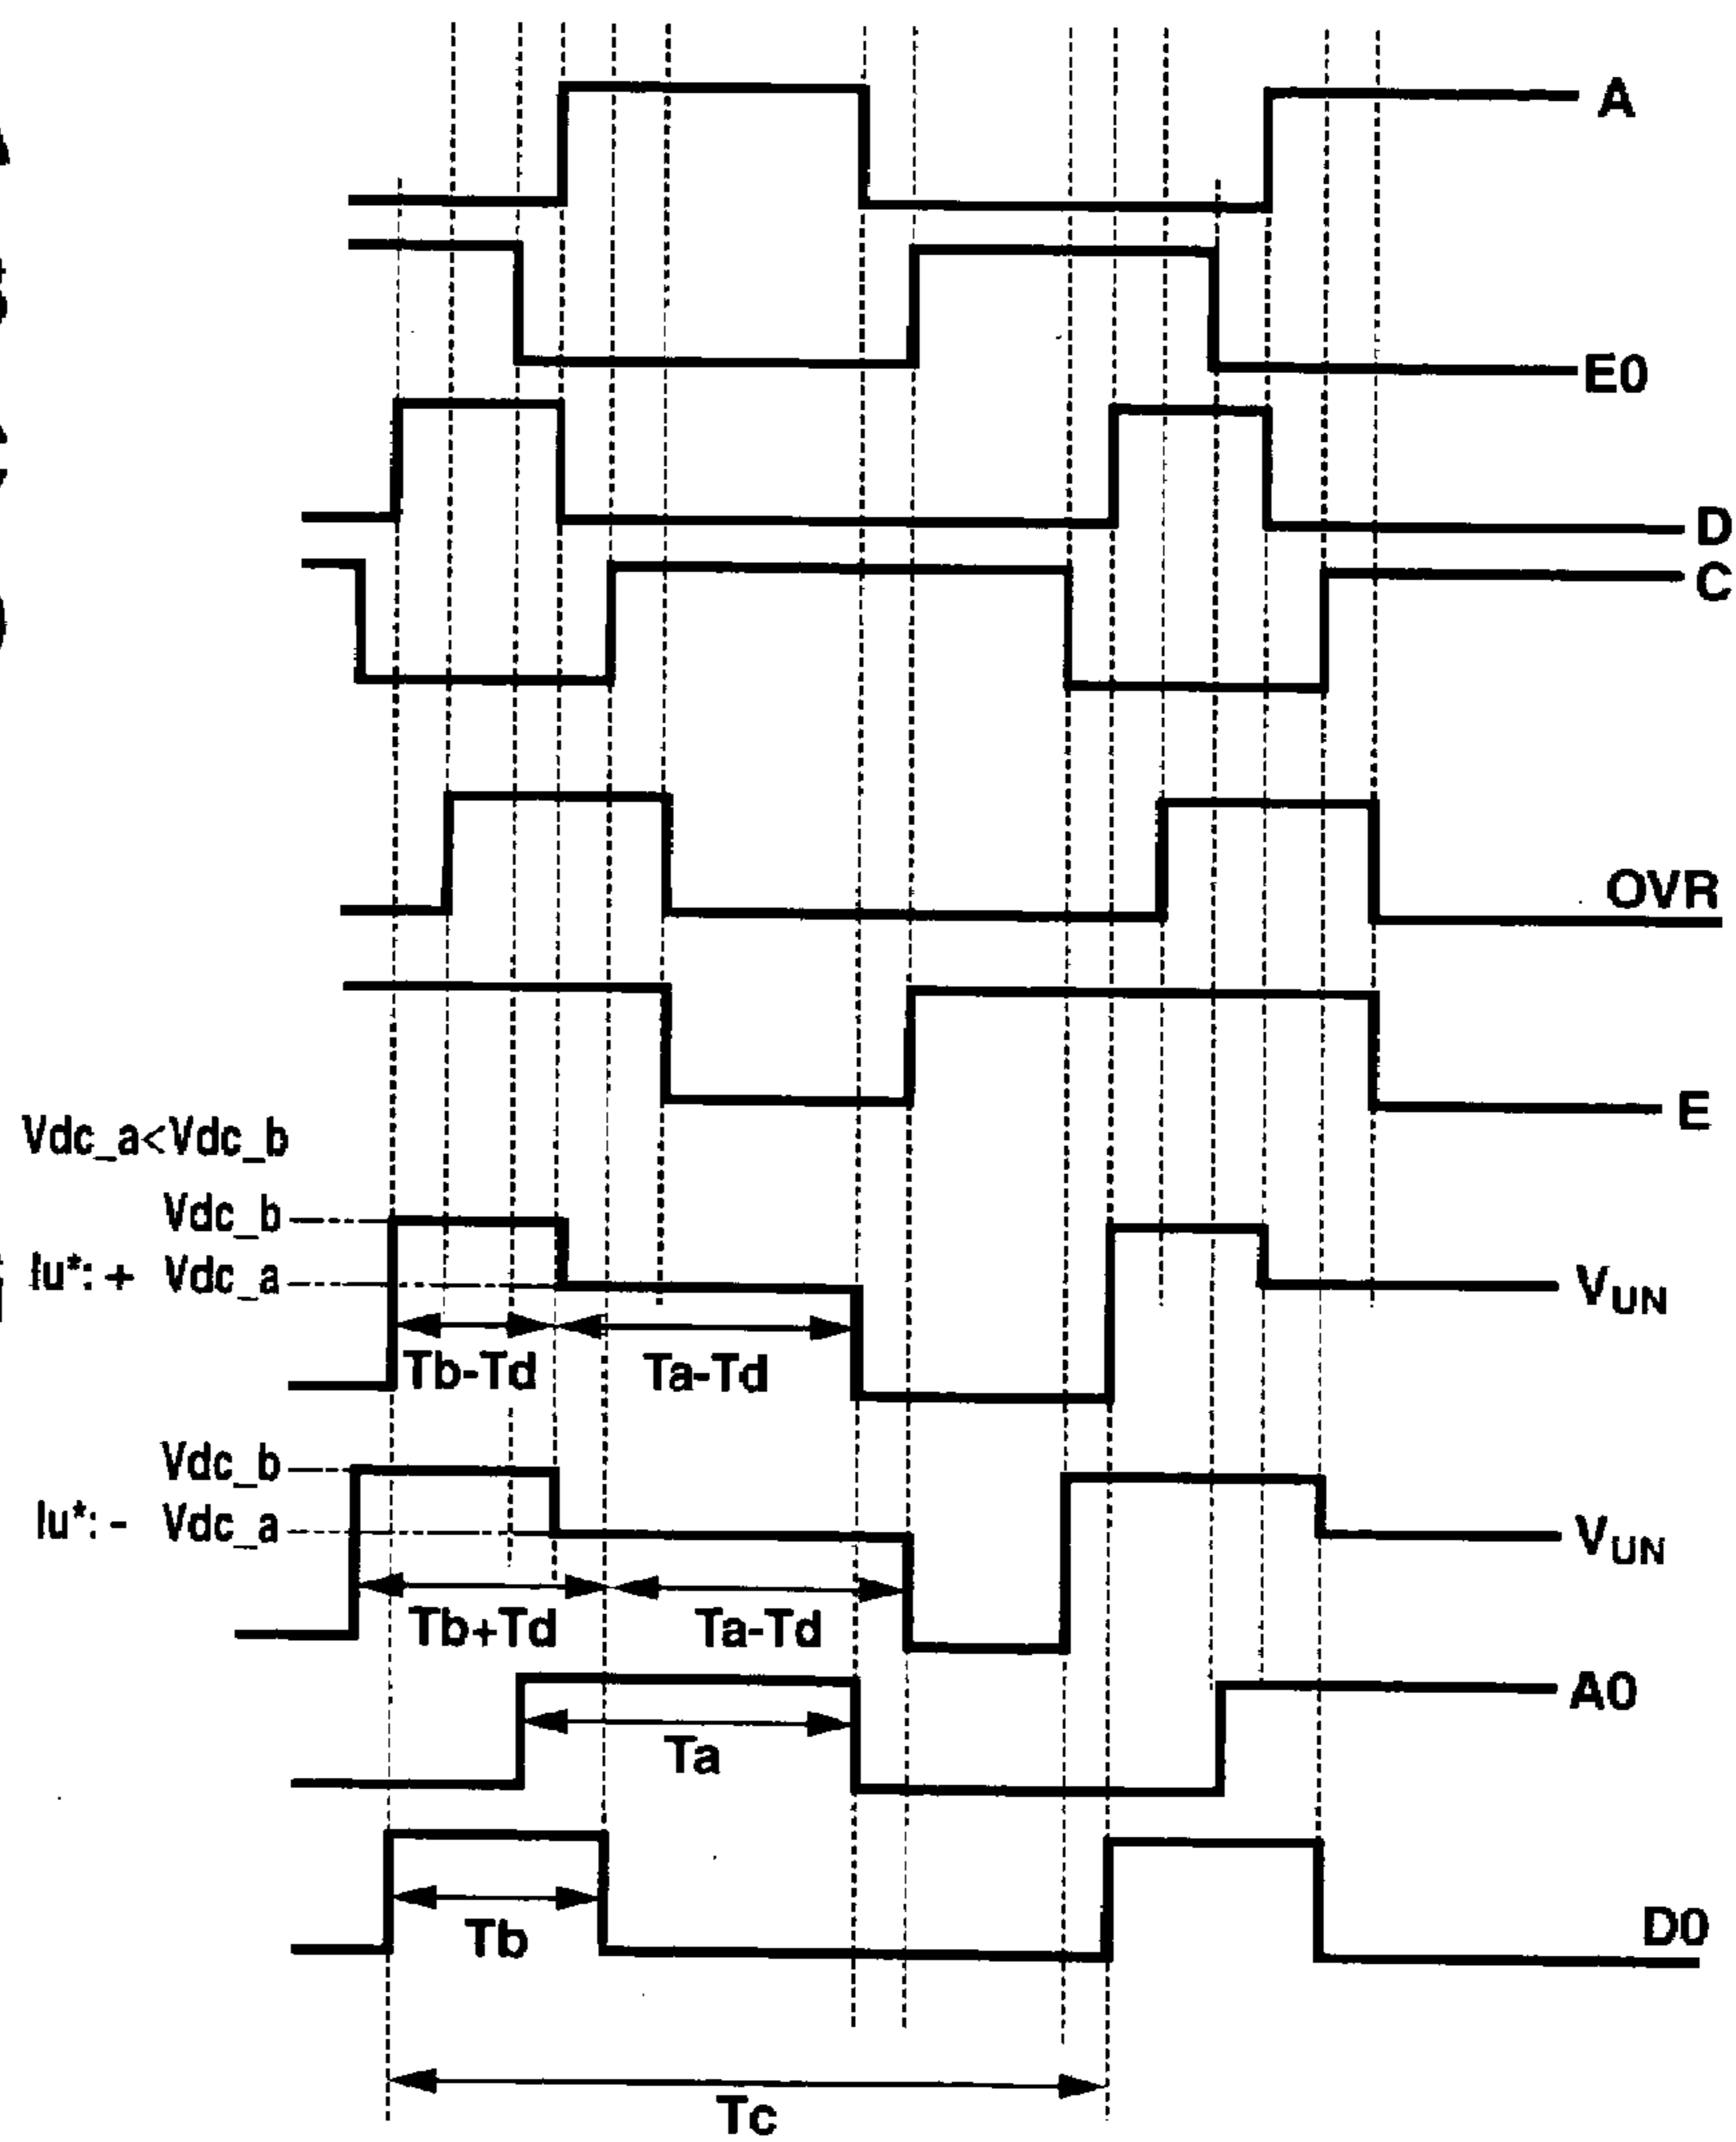 A
E0
D
C
OVR
E
Vdc_a<Vdc_b
Vdc_b
Iu*: + Vdc_a
VUN
Tb-Td Ta-Td
Vdc_b
Iu*: - Vdc_a
VUN
Tb+Td Ta-Td
A0
Ta
D0
Tb
Tc